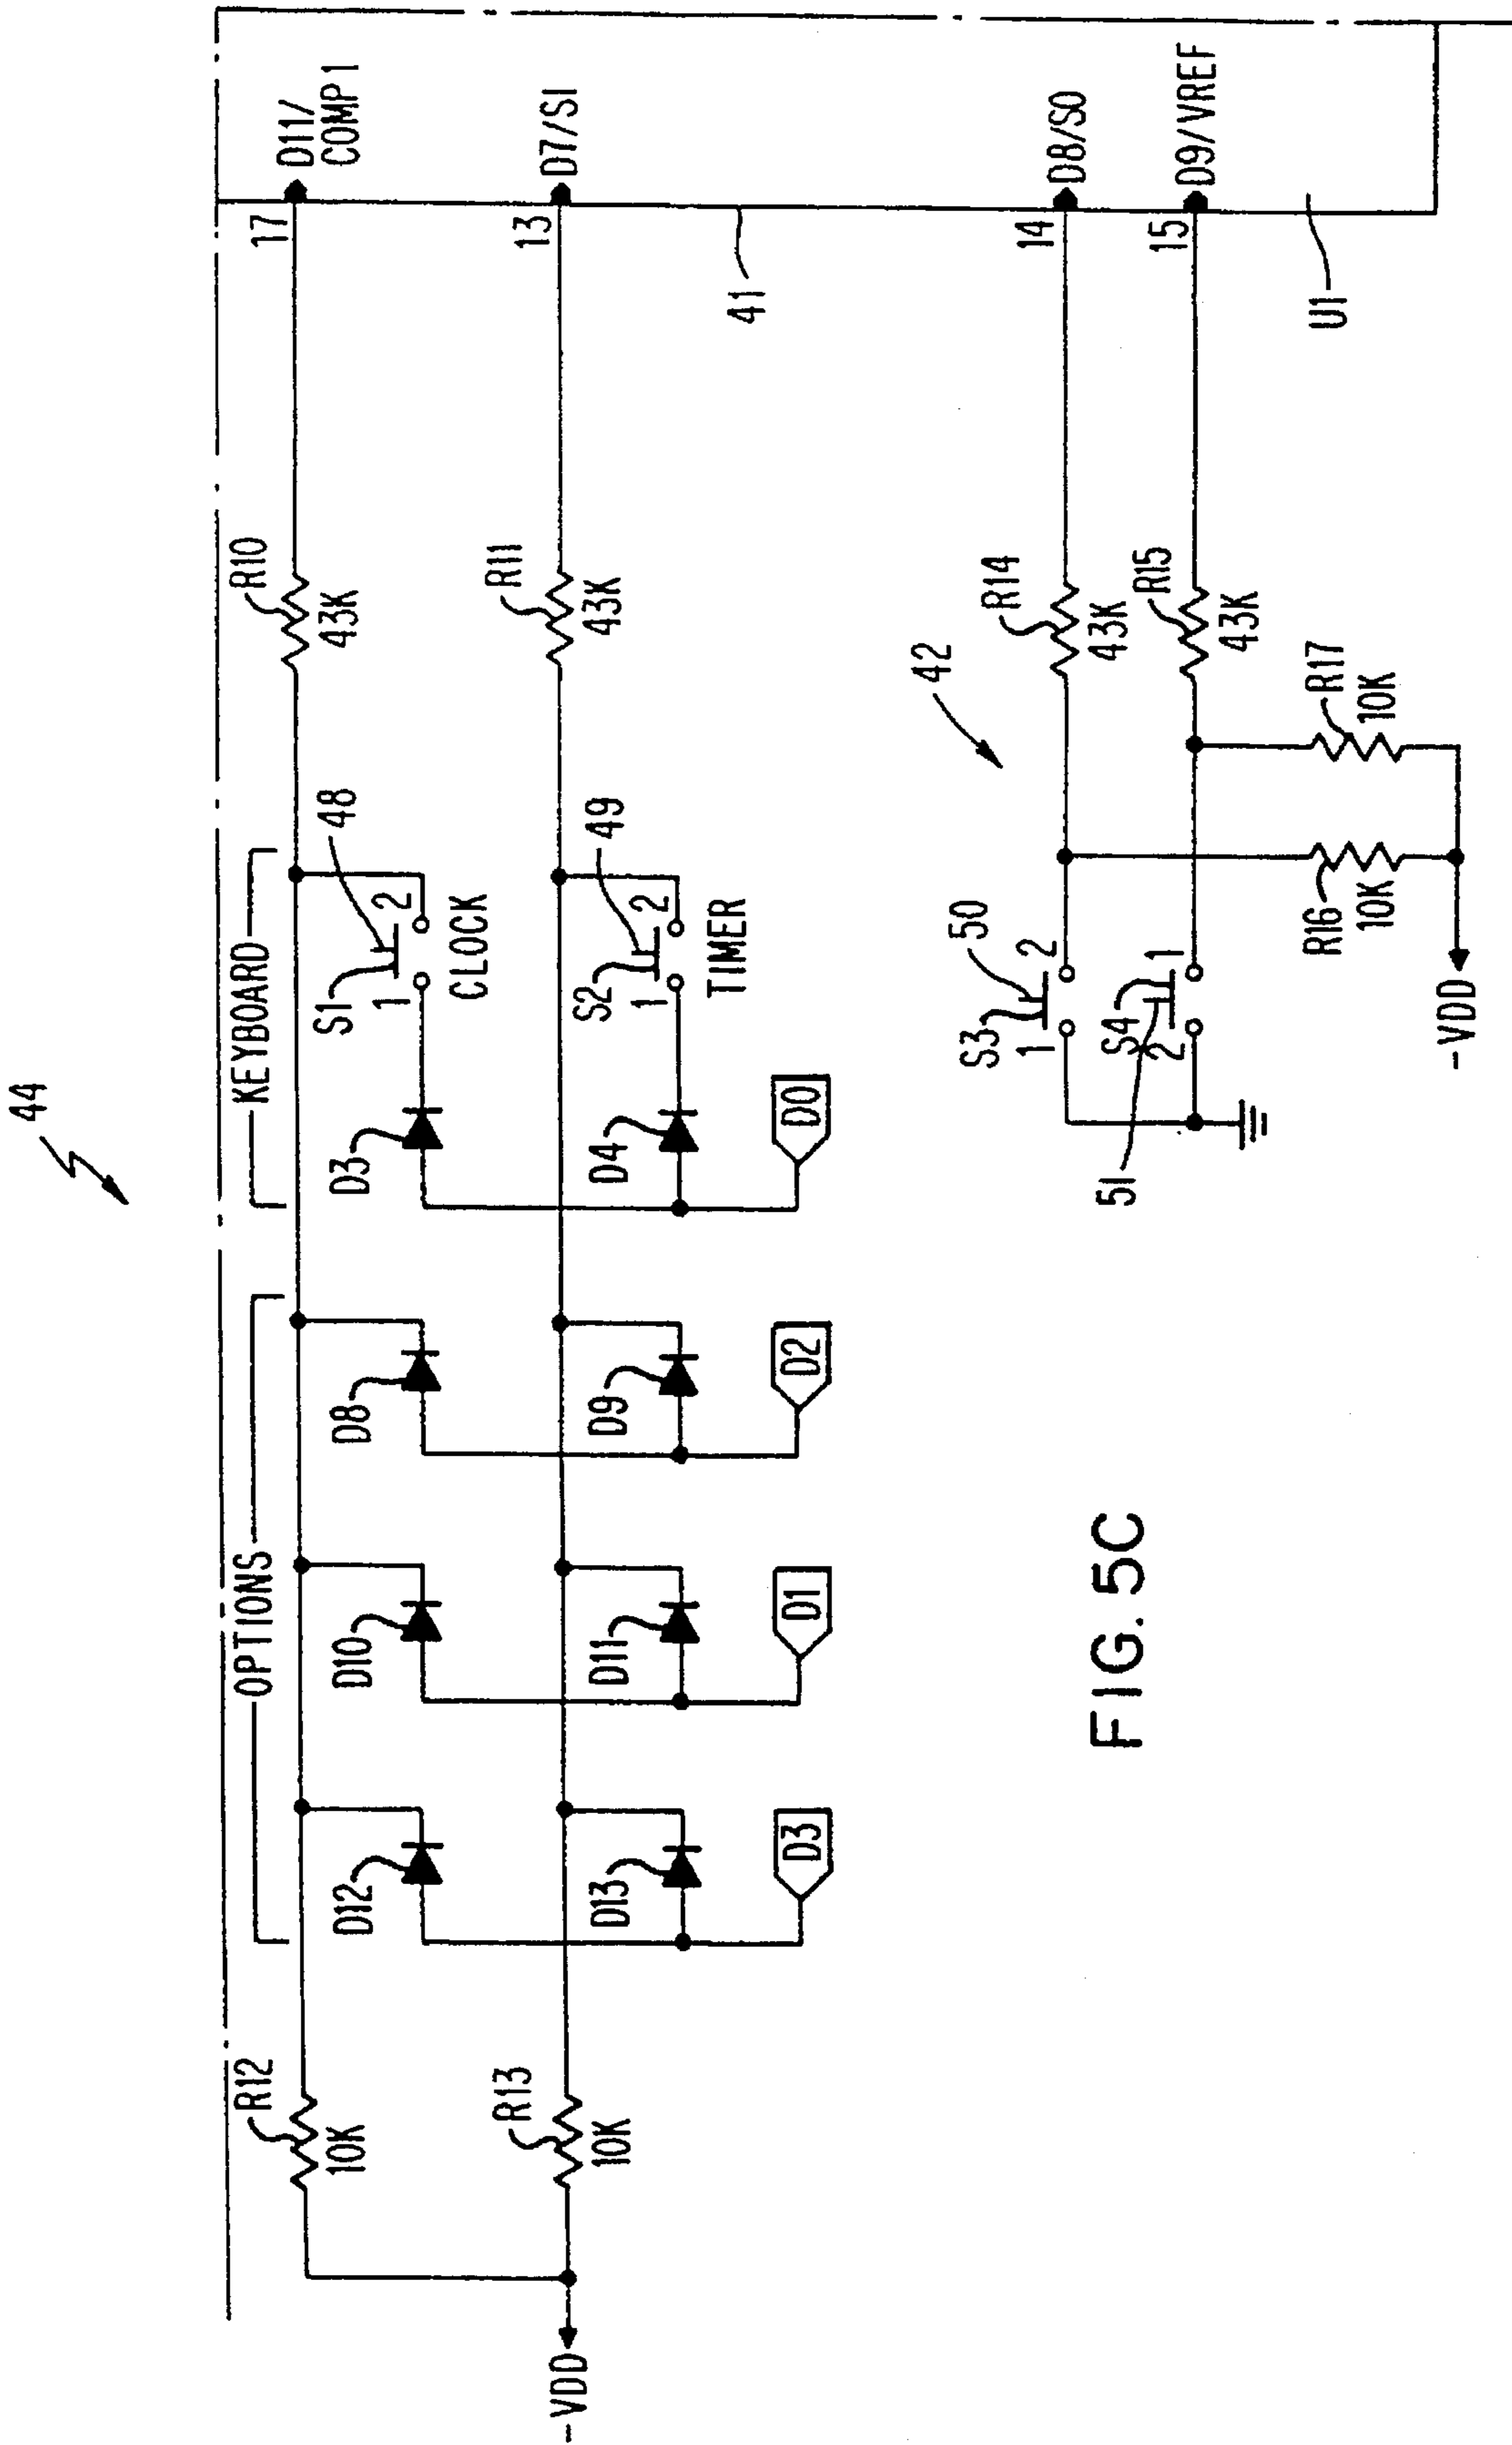 44
KEYBOARD
OPTIONS
R12
10K
D12
D10
D8
D3
S1
1
2
48
CLOCK
R10
43K
17
D11/
COMP1
R13
10K
D13
D11
D9
D4
S2
1
2
49
TIMER
R11
43K
13
D7/SI
-VDD
D3
D1
D2
D0
41
42
S3
1
2
50
R14
43K
14
D8/SO
S4
2
1
51
R15
43K
15
D9/VREF
R16
10K
R17
10K
-VDD
U1
FIG. 5C